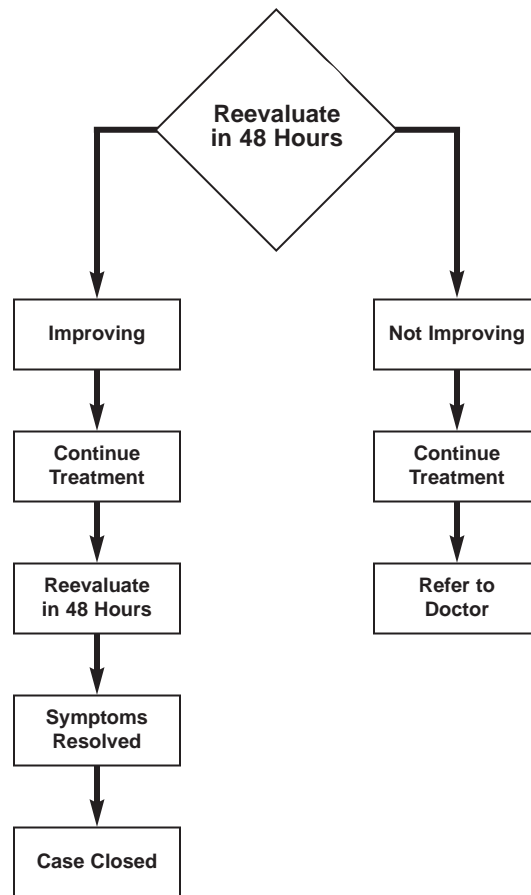 Reevaluate
in 48 Hours
Improving
Not Improving
Continue
Treatment
Continue
Treatment
Reevaluate
in 48 Hours
Refer to
Doctor
Symptoms
Resolved
Case Closed